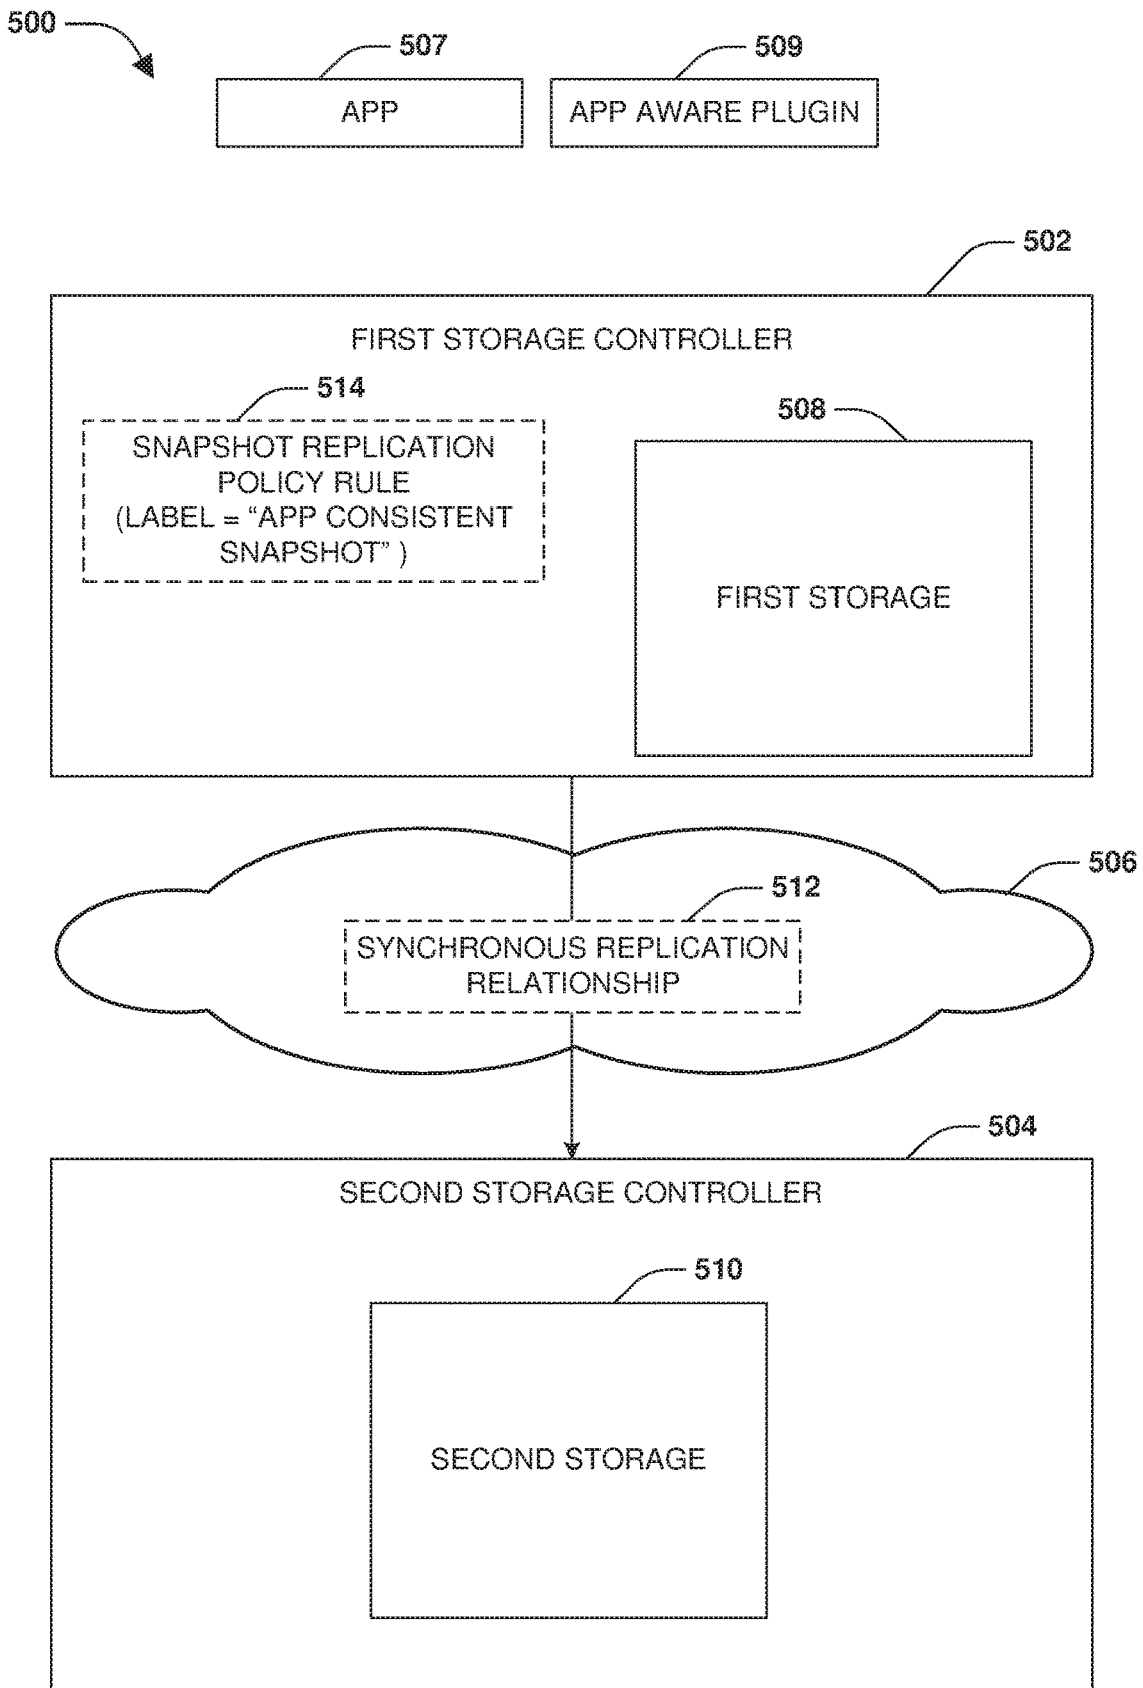 500
507
509
APP
APP AWARE PLUGIN
502
FIRST STORAGE CONTROLLER
514
508
SNAPSHOT REPLICATION
POLICY RULE
(LABEL = “APP CONSISTENT
SNAPSHOT” )
FIRST STORAGE
506
512
SYNCHRONOUS REPLICATION
RELATIONSHIP
504
SECOND STORAGE CONTROLLER
510
SECOND STORAGE